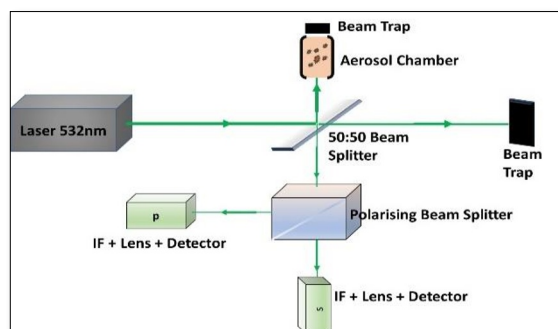 Beam Trap
Aerosol Chamber
Laser 532nm
50:50 Beam
Splitter
Beam
Trap
P
Polarising Beam Splitter
IF + Lens + Detector
IF + Lens + Detector
S